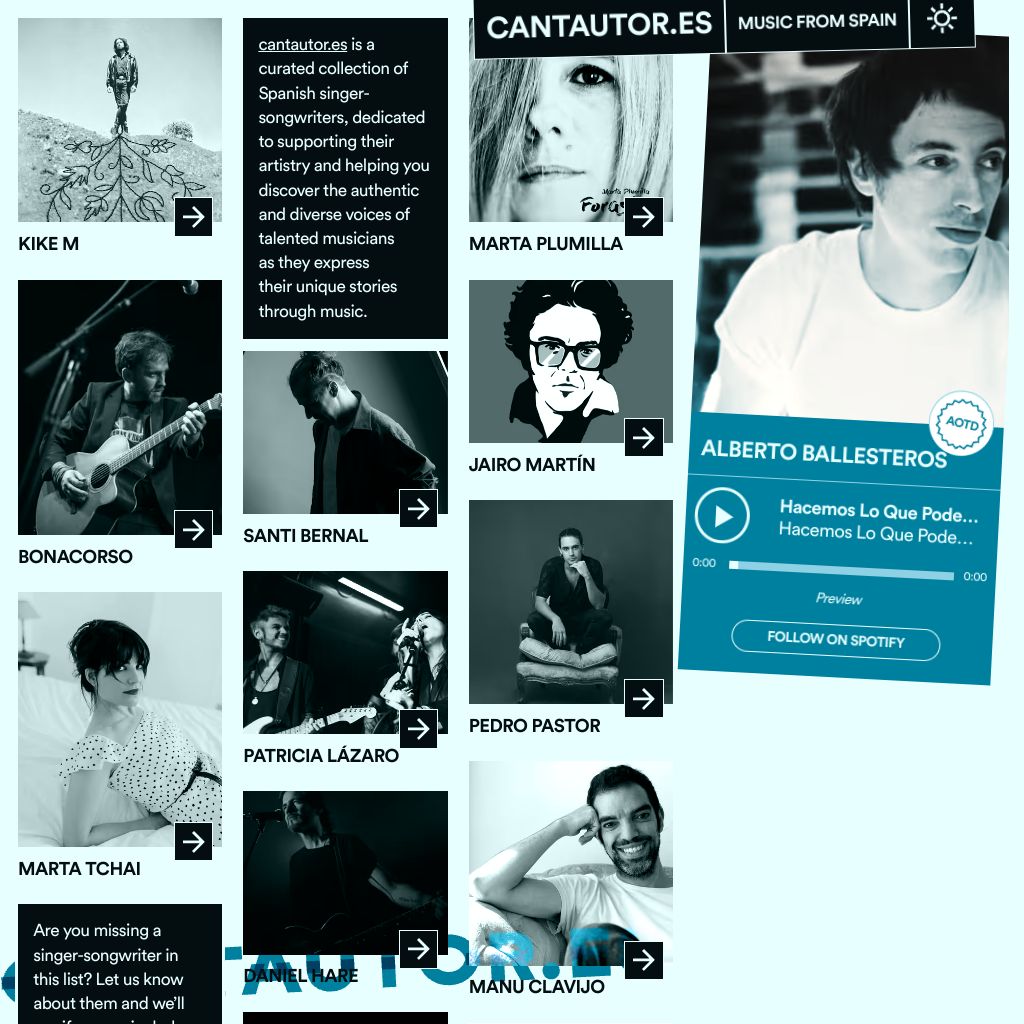 CANTAUTOR.ES
MUSIC FROM SPAIN
KIKE M
BONACORSO
MARTA TCHAI
Are you missing a
singer-songwriter in
this list? Let us know
about them and we'll
cantautor.es is a
curated collection of
Spanish singer-
songwriters, dedicated
to supporting their
artistry and helping you
discover the authentic
and diverse voices of
talented musicians
as they express
their unique stories
through music.
SANTI BERNAL
PATRICIA LÁZARO
DANIEL HARE
Marta Plumilla
MARTA PLUMILLA
JAIRO MARTÍN
PEDRO PASTOR
MANU CLAVIJO
AOTD
ALBERTO BALLESTEROS
Hacemos Lo Que Pode...
Hacemos Lo Que Pode...
0:00
0:00
Preview
FOLLOW ON SPOTIFY